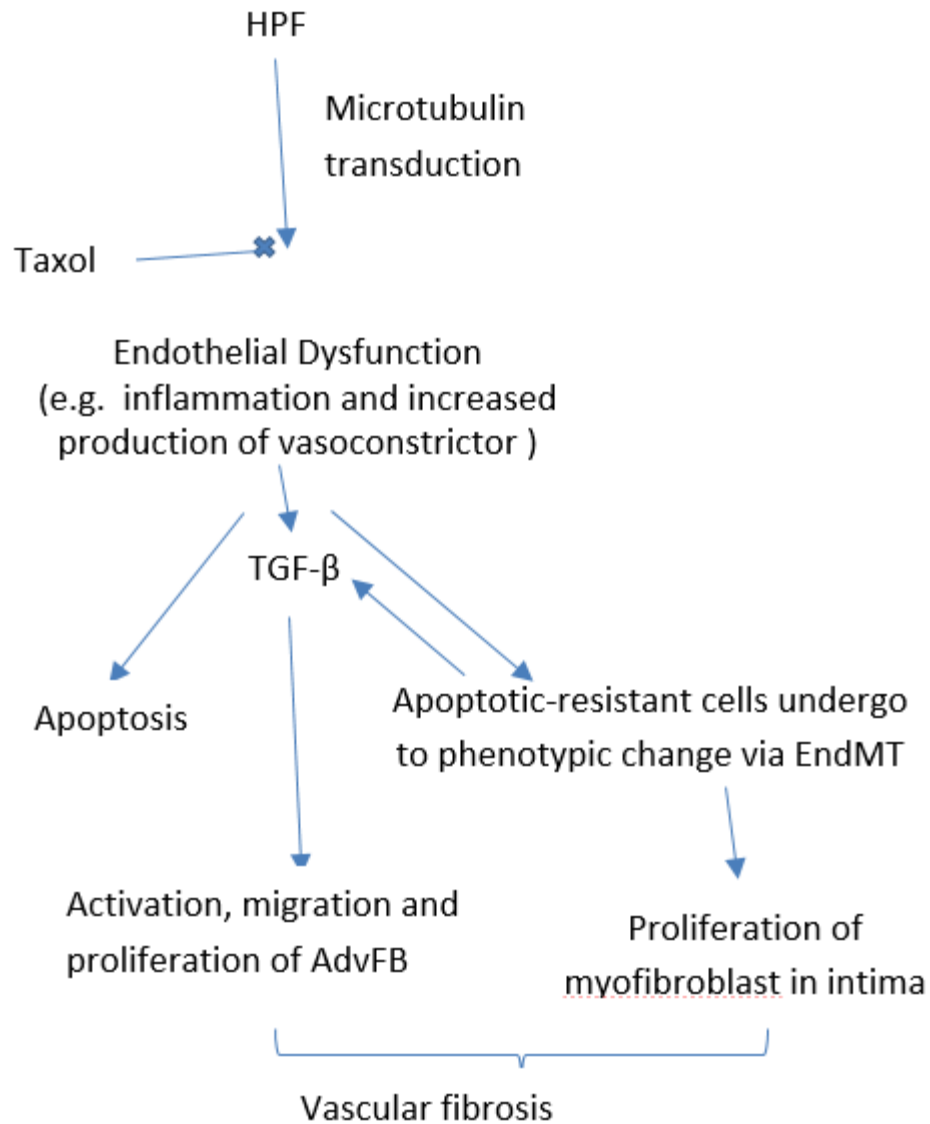 HPF
Microtubulin
transduction
Taxol
Endothelial Dysfunction
(e.g. inflammation and increased
production of vasoconstrictor )
TGF-β
Apoptosis
Apoptotic-resistant cells undergo
to phenotypic change via EndMT
Activation, migration and
proliferation of AdvFB
Proliferation of
myofibroblast in intima
Vascular fibrosis